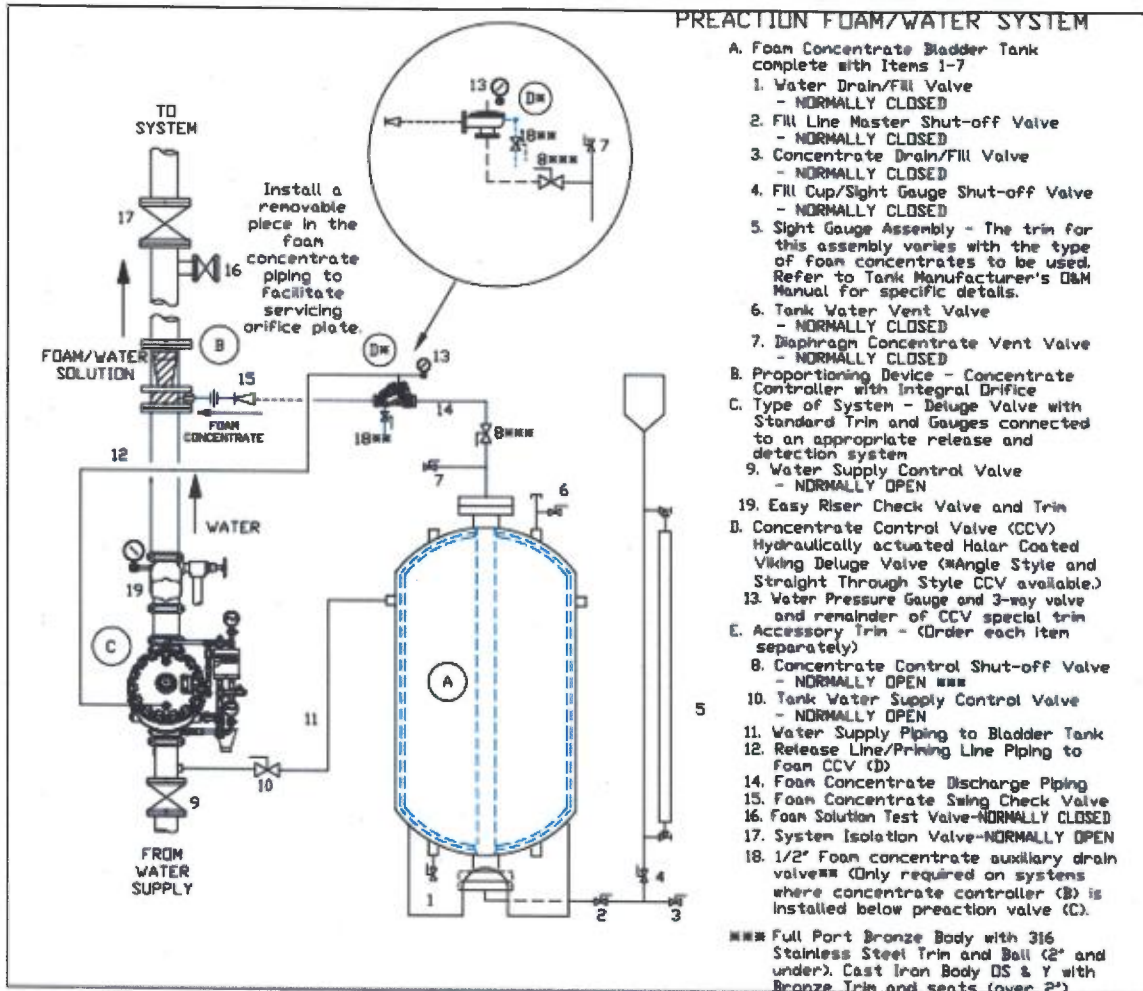 PREACTION FOAM/WATER SYSTEM
A. Foam Concentrate Bladder Tank
complete with Items 1-7
1. Water Drain/Fill Valve
- NORMALLY CLOSED
2. Fill Line Master Shut-off Valve
- NORMALLY CLOSED
3. Concentrate Drain/Fill Valve
- NORMALLY CLOSED
4. Fill Cup/Sight Gauge Shut-off Valve
- NORMALLY CLOSED
5. Sight Gauge Assembly - The trim for
this assembly varies with the type
of foam concentrates to be used.
Refer to Tank Manufacturer's O&M
Manual for specific details.
6. Tank Water Vent Valve
- NORMALLY CLOSED
7. Diaphragm Concentrate Vent Valve
- NORMALLY CLOSED
B. Proportioning Device - Concentrate
Controller with Integral Orifice
C. Type of System - Deluge Valve with
Standard Trim and Gauges connected
to an appropriate release and
detection system
9. Water Supply Control Valve
- NORMALLY OPEN
19. Easy Riser Check Valve and Trim
D. Concentrate Control Valve (CCV)
Hydraulically actuated Halar Coated
Viking Deluge Valve (*Angle Style and
Straight Through Style CCV available.)
13. Water Pressure Gauge and 3-way valve
and remainder of CCV special trim
E. Accessory Trim - (Order each item
separately)
8. Concentrate Control Shut-off Valve
- NORMALLY OPEN ***
10. Tank Water Supply Control Valve
- NORMALLY OPEN
11. Water Supply Piping to Bladder Tank
12. Release Line/Priming Line Piping to
Foam CCV (D)
14. Foam Concentrate Discharge Piping
15. Foam Concentrate Swing Check Valve
16. Foam Solution Test Valve-NORMALLY CLOSED
17. System Isolation Valve-NORMALLY OPEN
18. 1/2" Foam concentrate auxiliary drain
valve** (Only required on systems
where concentrate controller (B) is
installed below preaction valve (C).
*** Full Port Bronze Body with 316
Stainless Steel Trim and Ball (2" and
under). Cast Iron Body OS & Y with
Bronze Trim and seats (over 2")
TO
SYSTEM
17
16
Install a
removable
piece in the
foam
concentrate
piping to
facilitate
servicing
orifice plate.
13
D*
18***
8***
7
B
FOAM/WATER
SOLUTION
15
FOAM
CONCENTRATE
D*
13
14
18**
8***
7
6
12
WATER
19
C
A
11
5
10
9
FROM
WATER
SUPPLY
1
2
4
3